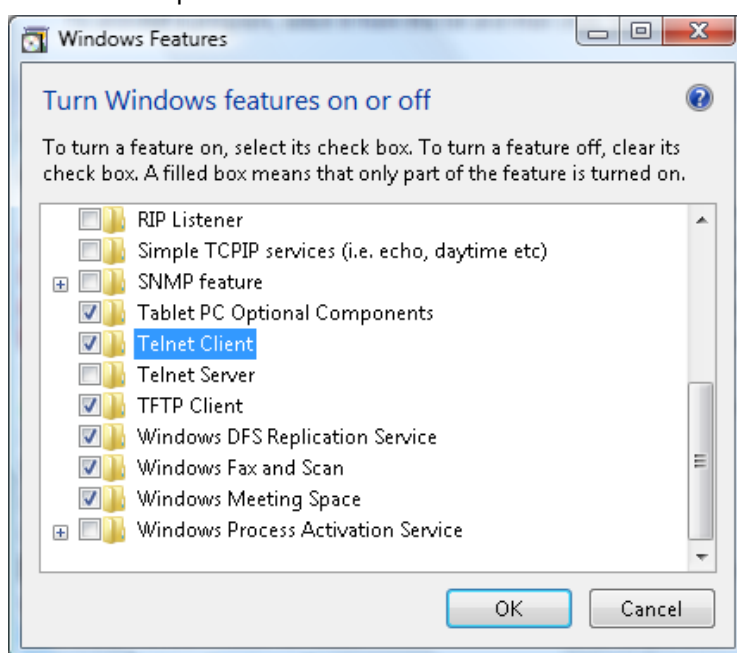 Windows Features
Turn Windows features on or off
To turn a feature on, select its check box. To turn a feature off, clear its
check box. A filled box means that only part of the feature is turned on.
RIP Listener
Simple TCPIP services (i.e. echo, daytime etc)
SNMP feature
Tablet PC Optional Components
Telnet Client
Telnet Server
TFTP Client
Windows DFS Replication Service
Windows Fax and Scan
Windows Meeting Space
Windows Process Activation Service
OK Cancel